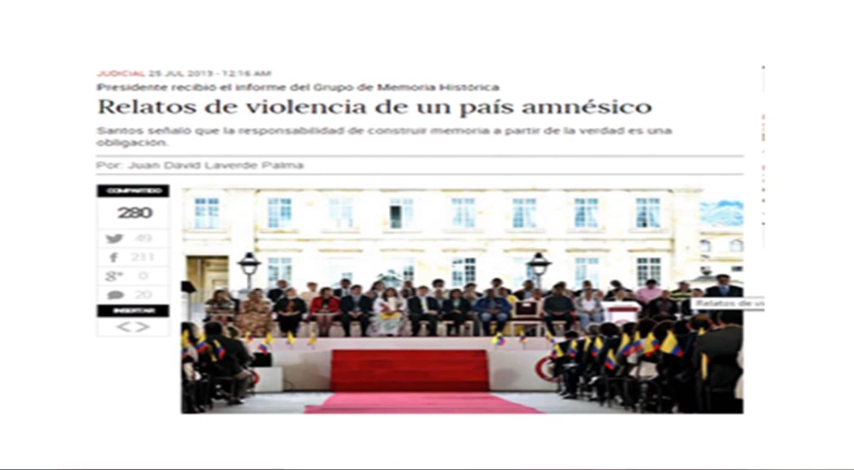 JUDICIAL 25 JUL 2013 - 12:16 AM
Presidente recibió el informe del Grupo de Memoria Histórica
Relatos de violencia de un país amnésico
Santos señaló que la responsabilidad de construir memoria a partir de la verdad es una
obligación.
Por: Juan David Laverde Palma
COMPARTIDO
280
49
231
0
20
INSERTAR
Relatos de vi